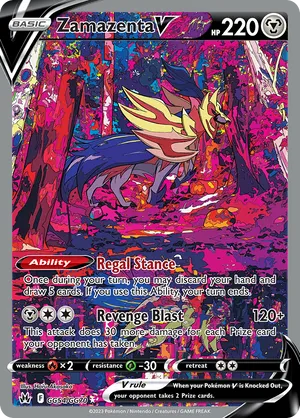 BASIC
Zamazenta V
HP 220
Ability Regal Stance
Once during your turn, you may discard your hand and
draw 5 cards. If you use this Ability, your turn ends.
Revenge Blast 120+
This attack does 30 more damage for each Prize card
your opponent has taken.
weakness ×2 resistance -30 retreat
Illus.
V rule
When your Pokémon V is Knocked Out,
your opponent takes 2 Prize cards.
F GG54/GG70
©2023 Pokémon / Nintendo / Creatures / GAME FREAK